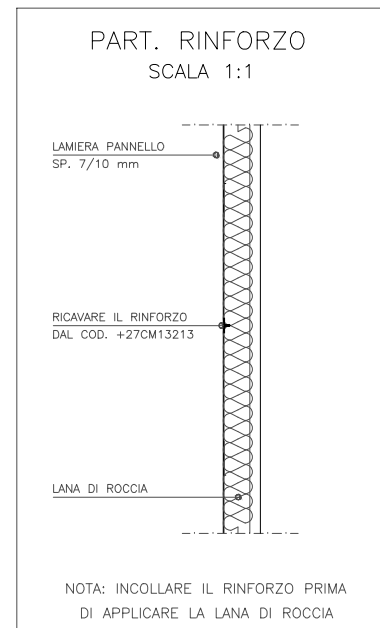 PART. RINFORZO
SCALA 1:1
LAMIERA PANNELLO
SP. 7/10 mm
RICAVARE IL RINFORZO
DAL COD. +27CM13213
LANA DI ROCCIA
NOTA: INCOLLARE IL RINFORZO PRIMA
DI APPLICARE LA LANA DI ROCCIA